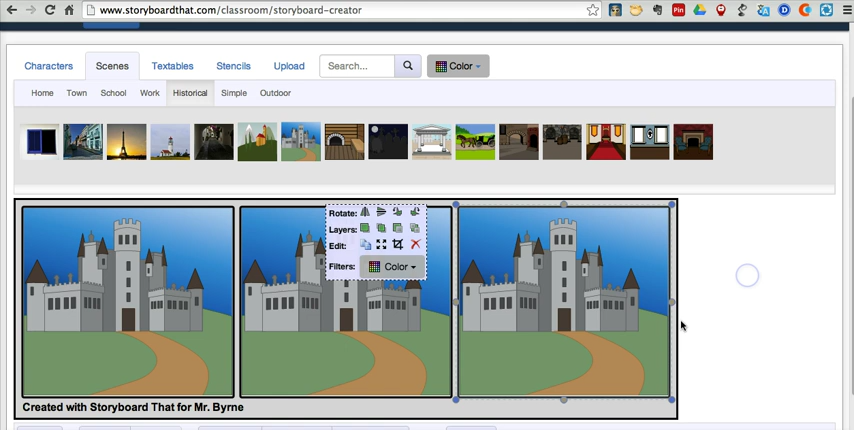 www.storyboardthat.com/classroom/storyboard-creator
Characters Scenes Textables Stencils Upload Search... Color
Home Town School Work Historical Simple Outdoor
Rotate:
Layers:
Edit:
Filters: Color
Created with Storyboard That for Mr. Byrne